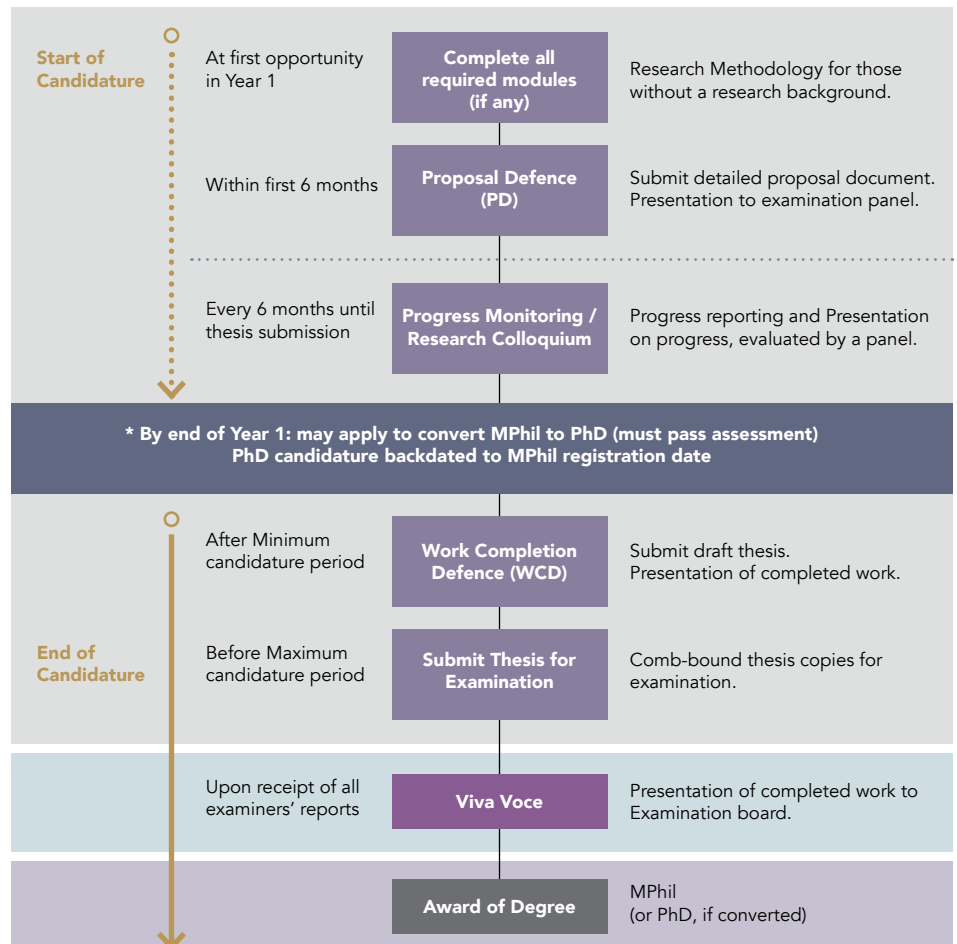 Start of
Candidature
At first opportunity
in Year 1
Complete all
required modules
(if any)
Research Methodology for those
without a research background.
Within first 6 months
Proposal Defence
(PD)
Submit detailed proposal document.
Presentation to examination panel.
Every 6 months until
thesis submission
Progress Monitoring /
Research Colloquium
Progress reporting and Presentation
on progress, evaluated by a panel.
* By end of Year 1: may apply to convert MPhil to PhD (must pass assessment)
PhD candidature backdated to MPhil registration date
After Minimum
candidature period
Work Completion
Defence (WCD)
Submit draft thesis.
Presentation of completed work.
End of
Candidature
Before Maximum
candidature period
Submit Thesis for
Examination
Comb-bound thesis copies for
examination.
Upon receipt of all
examiners’ reports
Viva Voce
Presentation of completed work to
Examination board.
Award of Degree
MPhil
(or PhD, if converted)